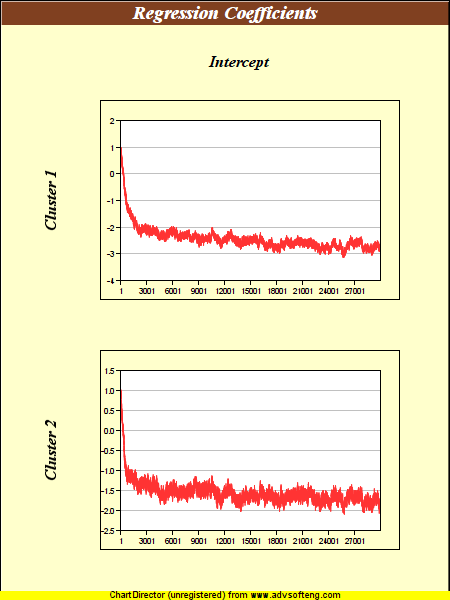 Regression Coefficients
Intercept
Cluster 1
2
1
0
-1
-2
-3
-4
1 3001 6001 9001 12001 15001 18001 21001 24001 27001
Cluster 2
1.5
1.0
0.5
0.0
-0.5
-1.0
-1.5
-2.0
-2.5
1 3001 6001 9001 12001 15001 18001 21001 24001 27001
ChartDirector (unregistered) from www.advsofteng.com